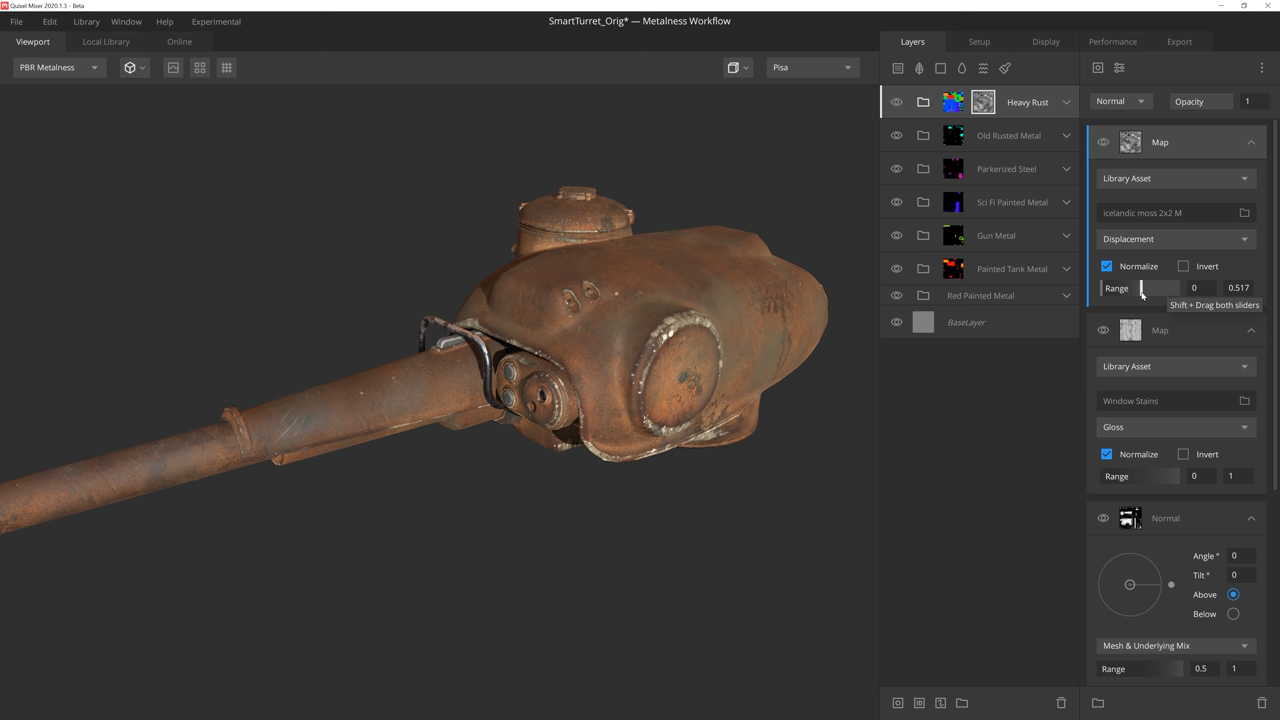 Quixel Mixer 2020.1.3 - Beta
File Edit Library Window Help Experimental
SmartTurret_Orig* — Metalness Workflow
Viewport Local Library Online
Layers Setup Display Performance Export
PBR Metalness
Pisa
Heavy Rust
Old Rusted Metal
Parkerized Steel
Sci Fi Painted Metal
Gun Metal
Painted Tank Metal
Red Painted Metal
BaseLayer
Normal Opacity 1
Map
Library Asset
icelandic moss 2x2 M
Displacement
Normalize Invert
Range 0 0.517
Shift + Drag both sliders
Map
Library Asset
Window Stains
Gloss
Normalize Invert
Range 0 1
Normal
Angle ° 0
Tilt ° 0
Above
Below
Mesh & Underlying Mix
Range 0.5 1